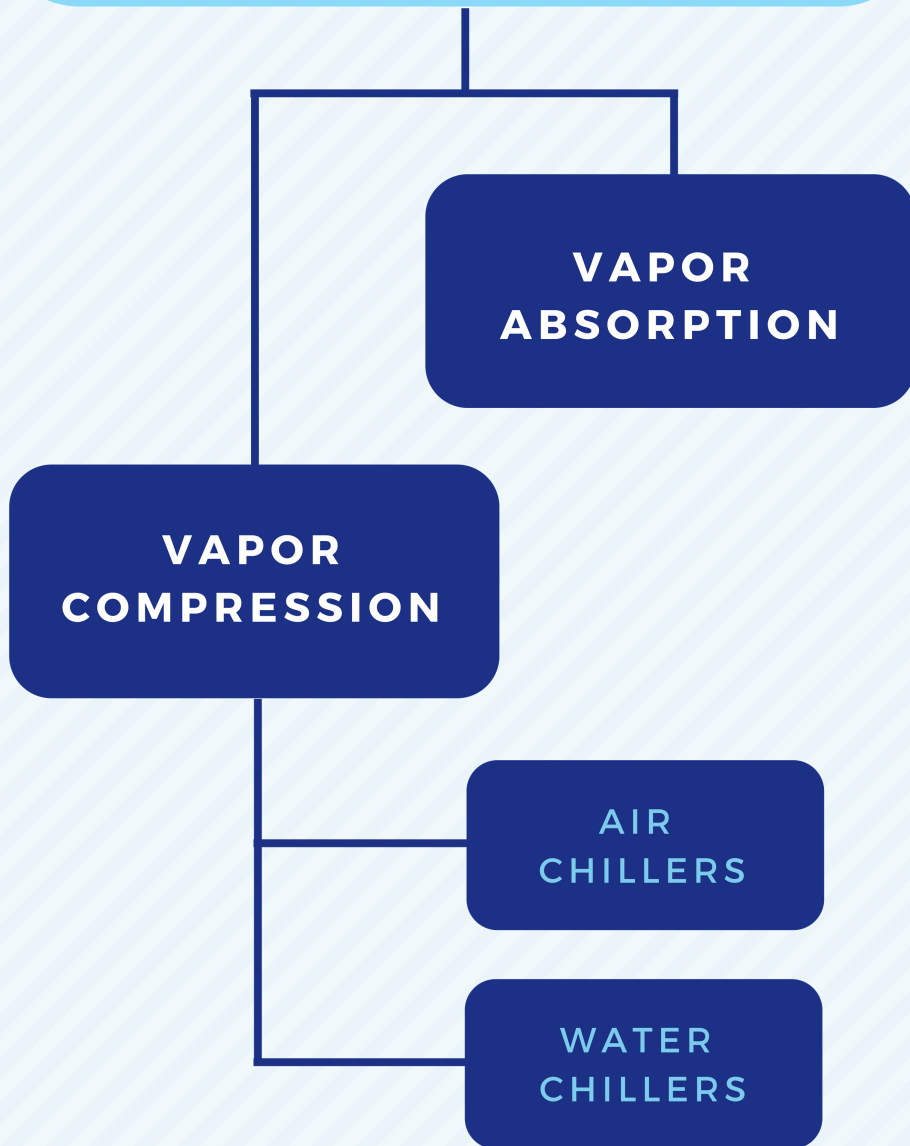 VAPOR
ABSORPTION
VAPOR
COMPRESSION
AIR
CHILLERS
WATER
CHILLERS